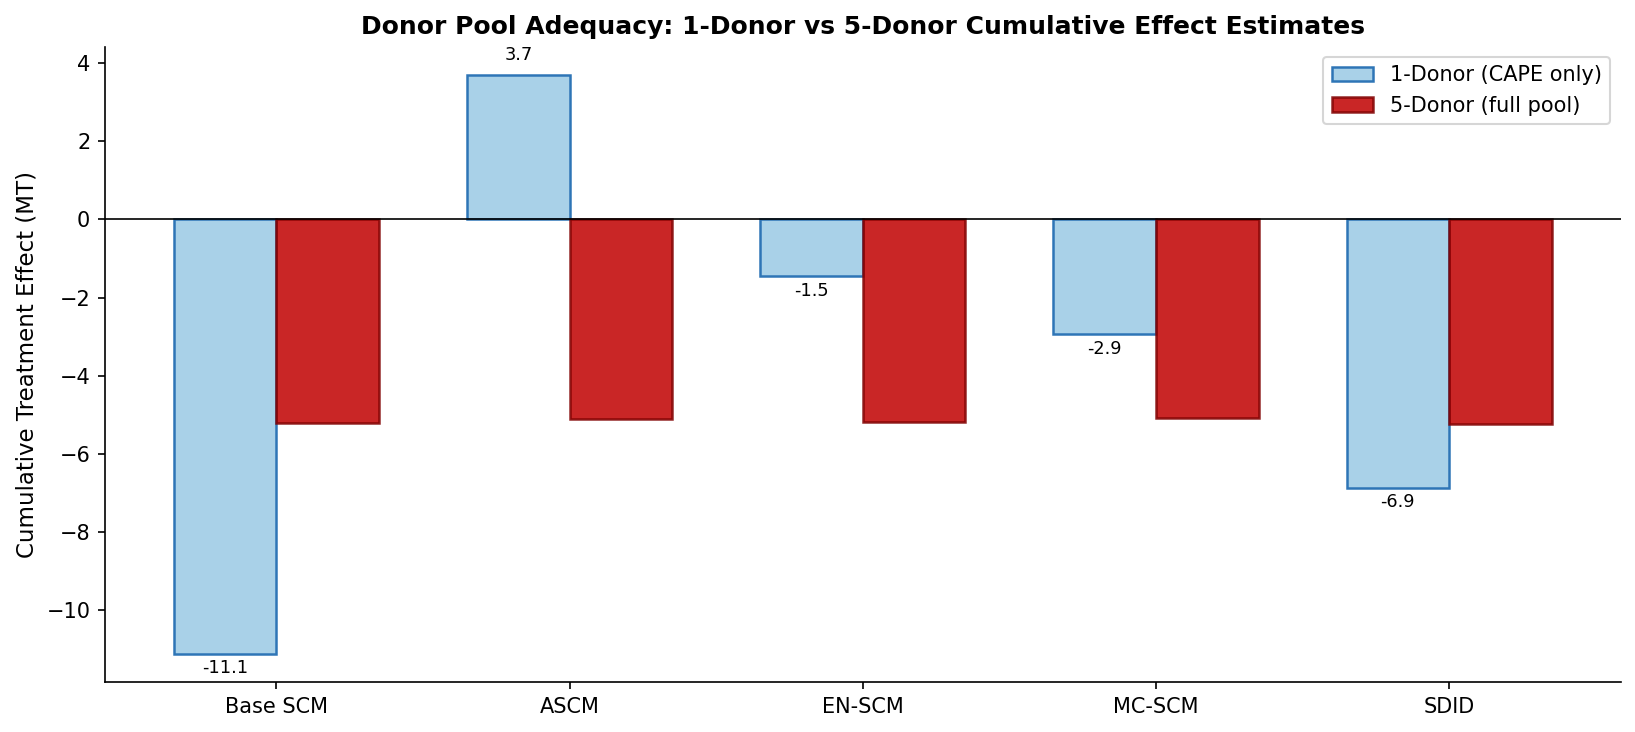 Donor Pool Adequacy: 1-Donor vs 5-Donor Cumulative Effect Estimates
1-Donor (CAPE only)
5-Donor (full pool)
Cumulative Treatment Effect (MT)
4
2
0
−2
−4
−6
−8
−10
3.7
-1.5
-2.9
-6.9
-11.1
Base SCM
ASCM
EN-SCM
MC-SCM
SDID